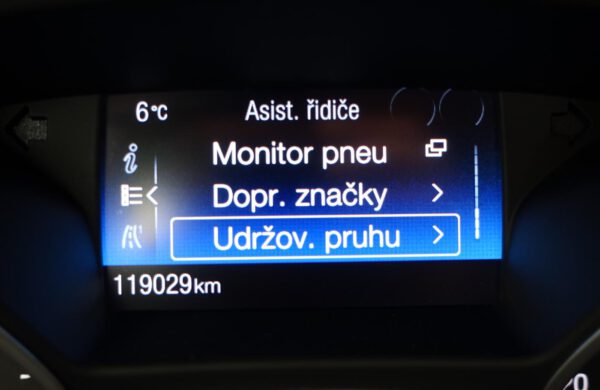 6°C Asist. řidiče
Monitor pneu
Dopr. značky
Udržov. pruhu
119029km